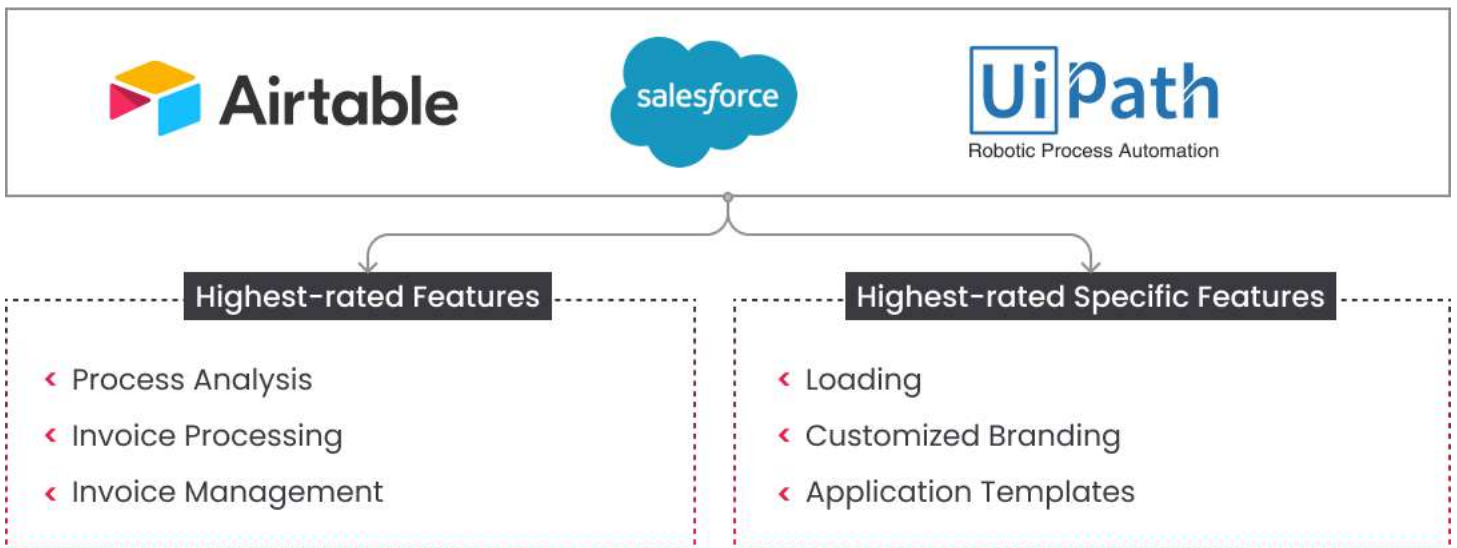 Airtable
salesforce
UiPath
Robotic Process Automation
Highest-rated Features
Process Analysis
Invoice Processing
Invoice Management
Highest-rated Specific Features
Loading
Customized Branding
Application Templates